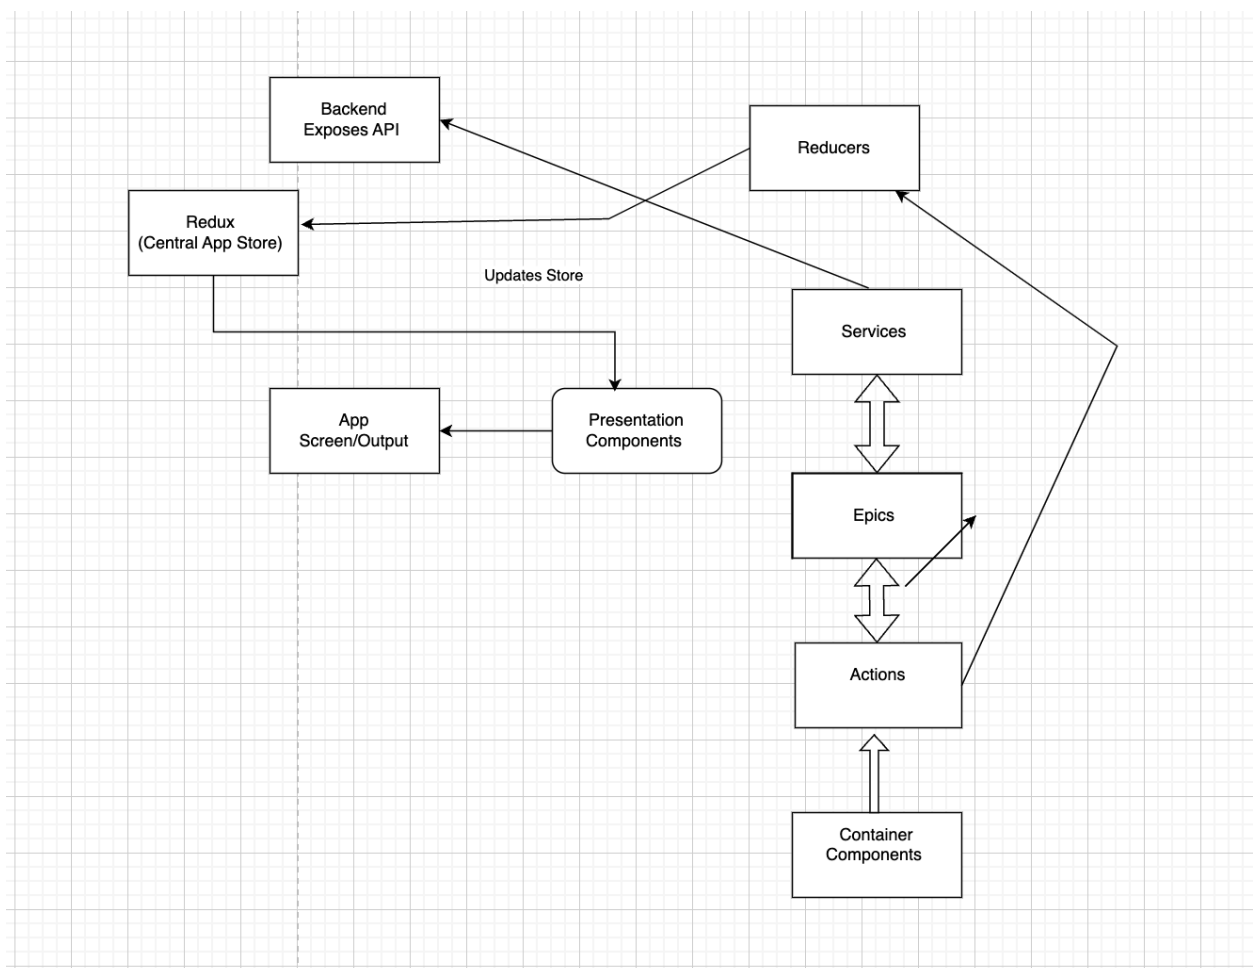 Backend
Exposes API
Reducers
Redux
(Central App Store)
Updates Store
Services
App
Screen/Output
Presentation
Components
Epics
Actions
Container
Components